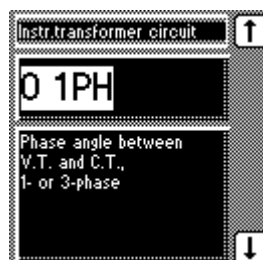 Instr.transformer circuit
0 1PH
Phase angle between
V.T. and C.T.,
1- or 3-phase